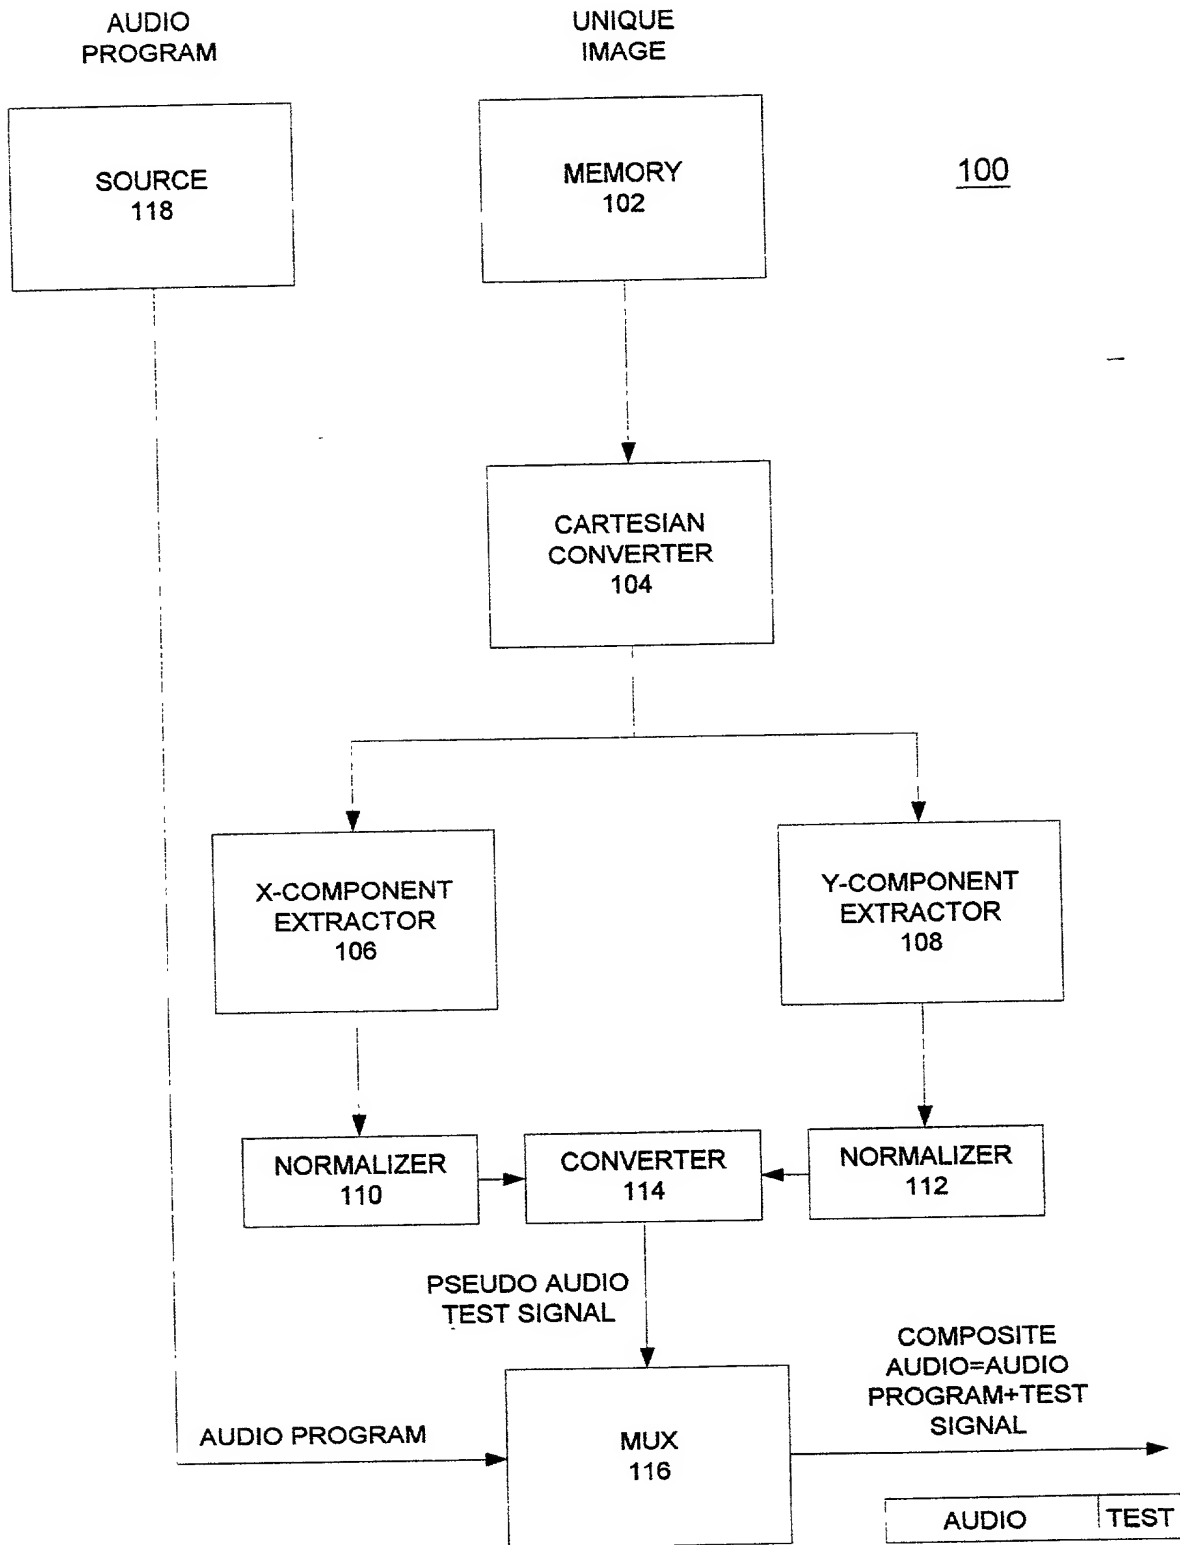 AUDIO
PROGRAM
UNIQUE
IMAGE
SOURCE
118
MEMORY
102
100
CARTESIAN
CONVERTER
104
X-COMPONENT
EXTRACTOR
106
Y-COMPONENT
EXTRACTOR
108
NORMALIZER
110
CONVERTER
114
NORMALIZER
112
PSEUDO AUDIO
TEST SIGNAL
COMPOSITE
AUDIO=AUDIO
PROGRAM+TEST
SIGNAL
AUDIO PROGRAM
MUX
116
AUDIO
TEST